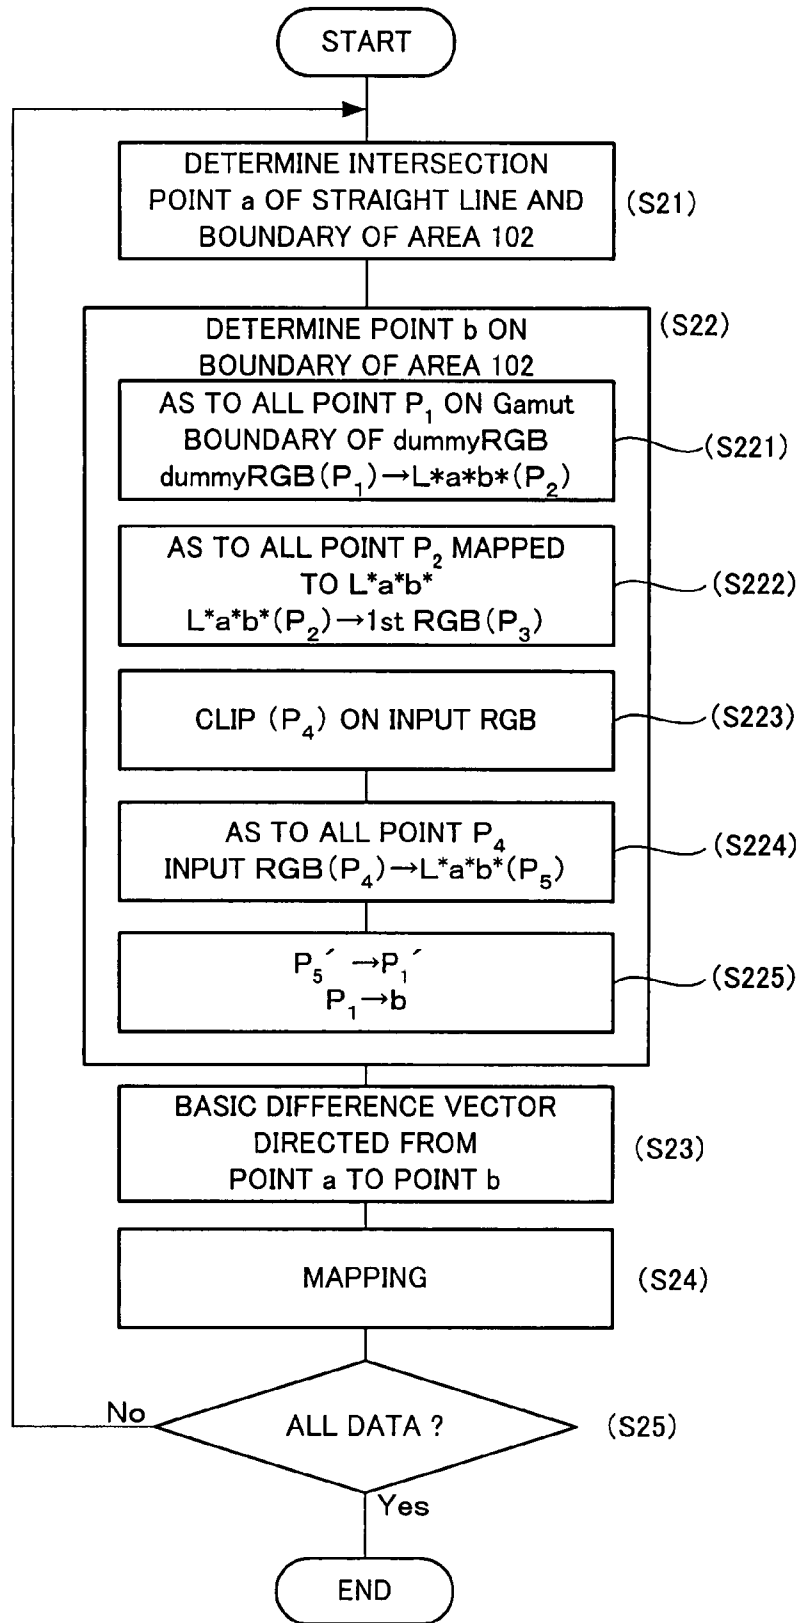 START
DETERMINE INTERSECTION
POINT a OF STRAIGHT LINE AND
BOUNDARY OF AREA 102
(S21)
DETERMINE POINT b ON
BOUNDARY OF AREA 102
(S22)
AS TO ALL POINT P₁ ON Gamut
BOUNDARY OF dummyRGB
dummyRGB(P₁)→L*a*b*(P₂)
(S221)
AS TO ALL POINT P₂ MAPPED
TO L*a*b*
L*a*b*(P₂)→1st RGB(P₃)
(S222)
CLIP (P₄) ON INPUT RGB
(S223)
AS TO ALL POINT P₄
INPUT RGB(P₄)→L*a*b*(P₅)
(S224)
P₅´ →P₁´
P₁→b
(S225)
BASIC DIFFERENCE VECTOR
DIRECTED FROM
POINT a TO POINT b
(S23)
MAPPING
(S24)
ALL DATA ?
(S25)
No
Yes
END